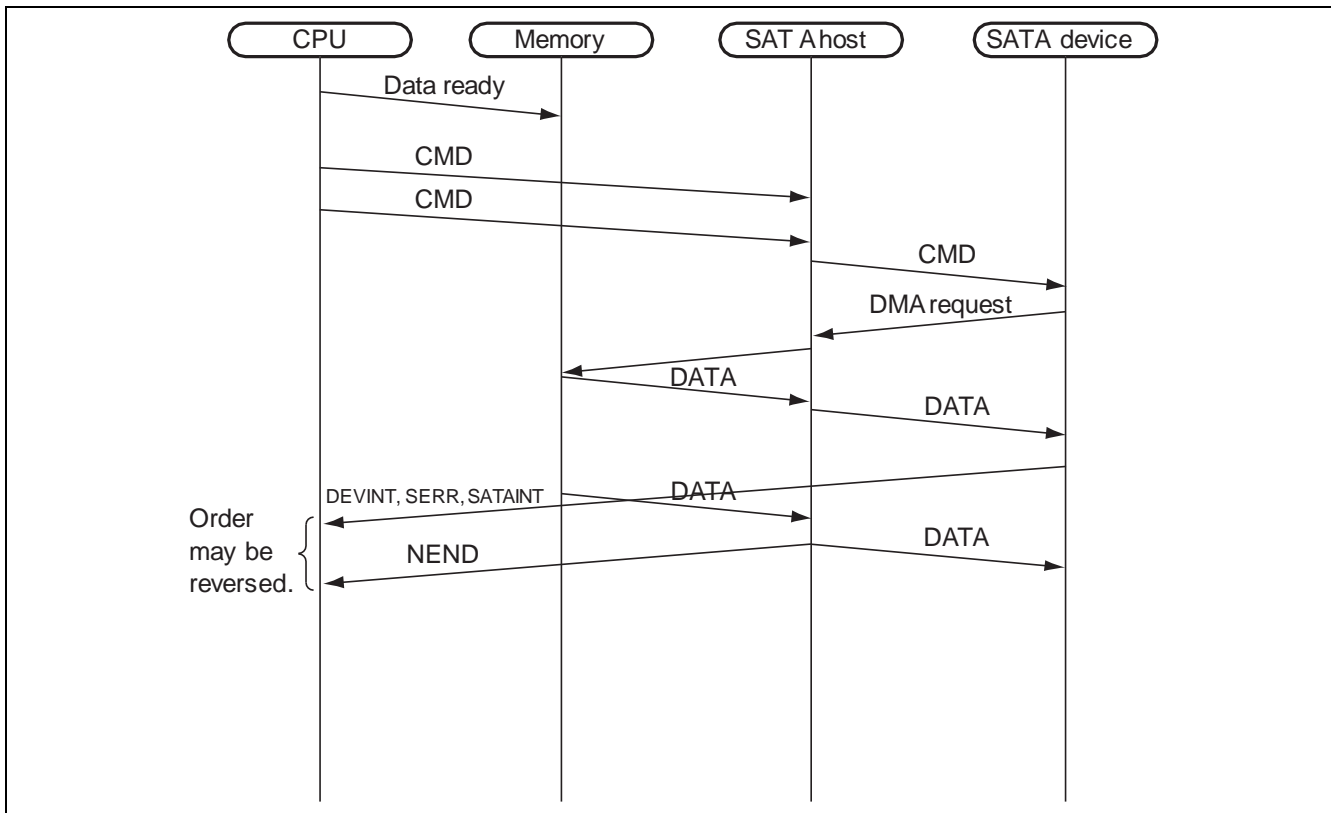 CPU
Memory
SAT Ahost
SATA device
Data ready
CMD
CMD
CMD
DMA request
DATA
DATA
DEVINT, SERR, SATAINT
DATA
Order
may be
reversed.
NEND
DATA